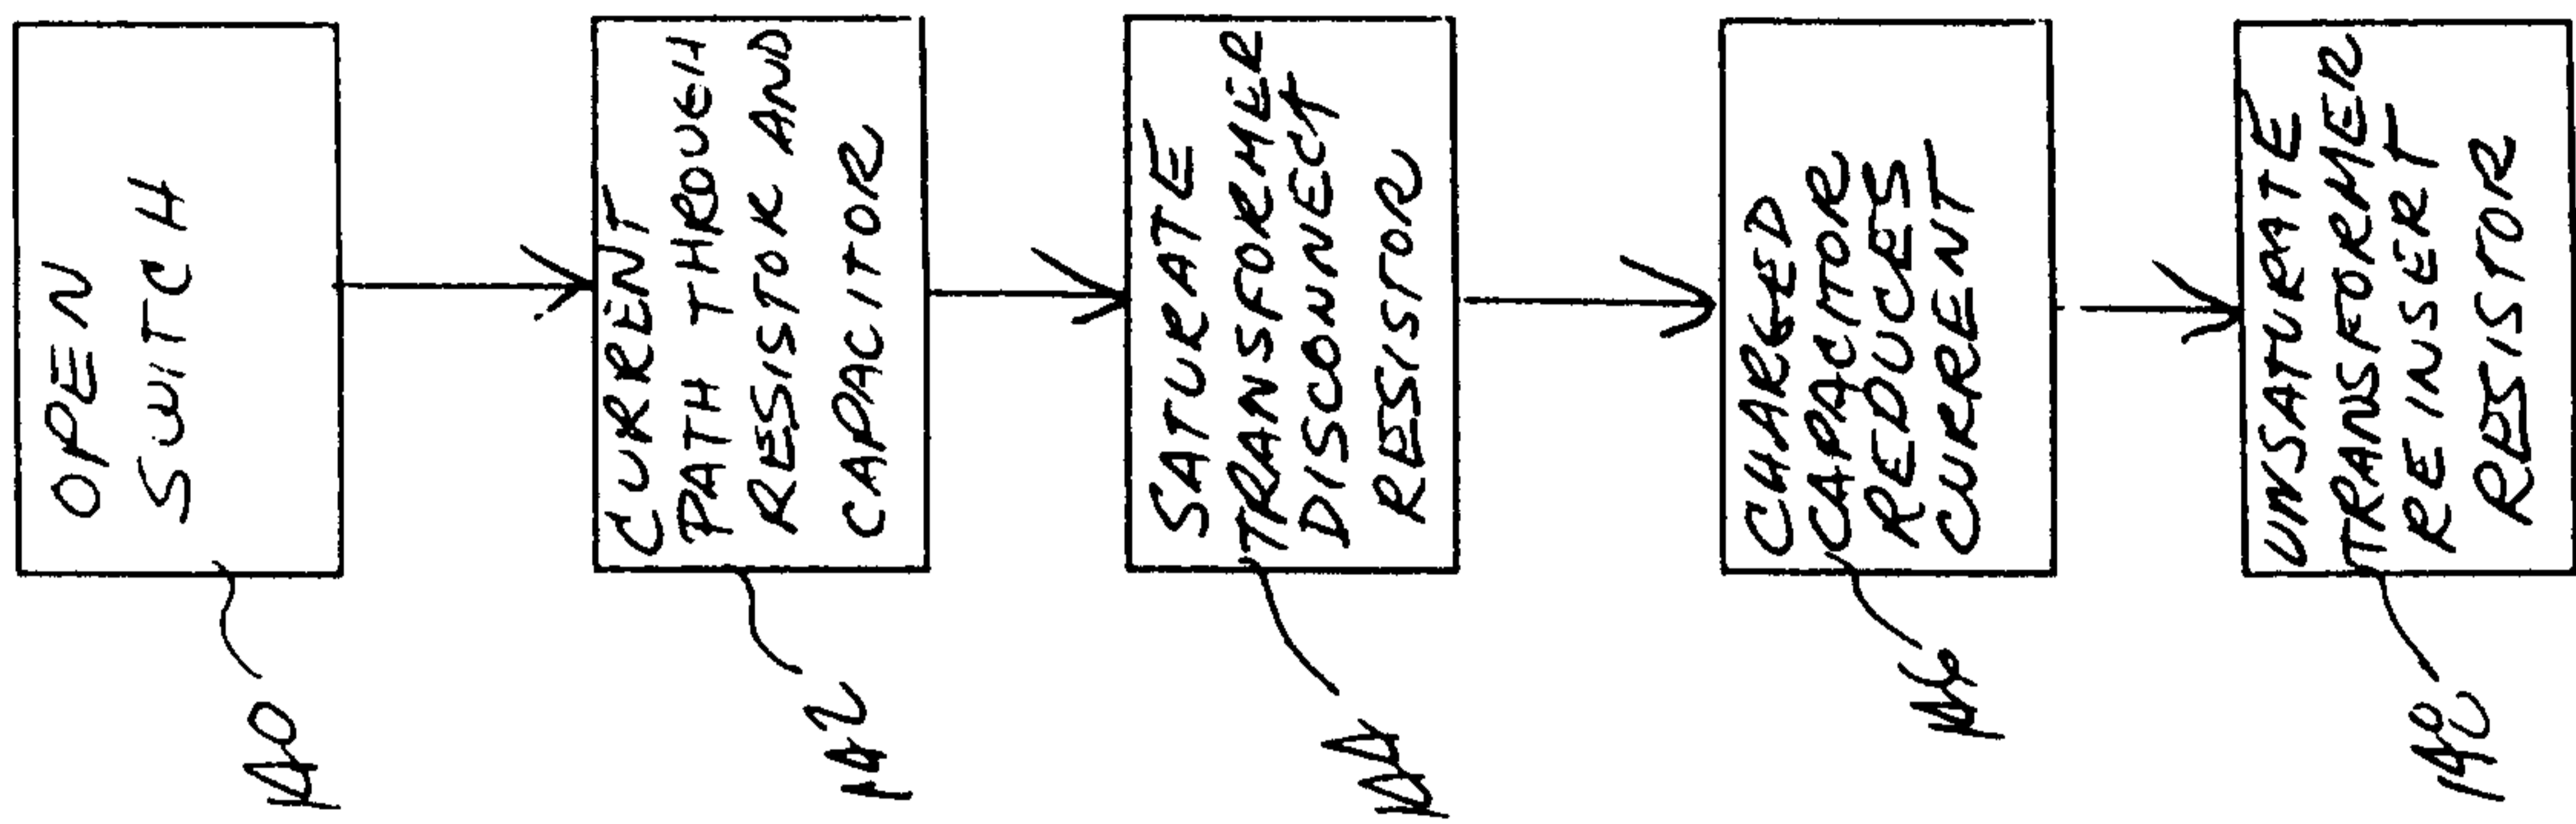 OPEN
SWITCH
140
CURRENT
PATH THROUGH
RESISTOR AND
CAPACITOR
142
SATURATE
TRANSFORMER
DISCONNECT
RESISTOR
144
CHARGED
CAPACITOR
REDUCES
CURRENT
146
UNSATURATE
TRANSFORMER
REINSERT
RESISTOR
148